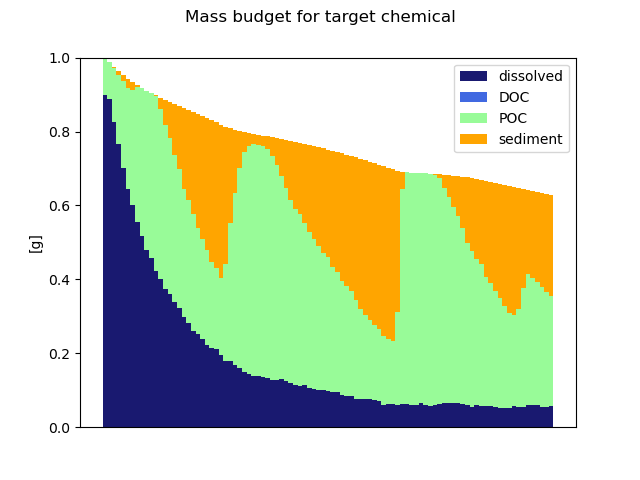 Mass budget for target chemical
1.0
0.8
0.6
0.4
0.2
0.0
[g]
dissolved
DOC
POC
sediment